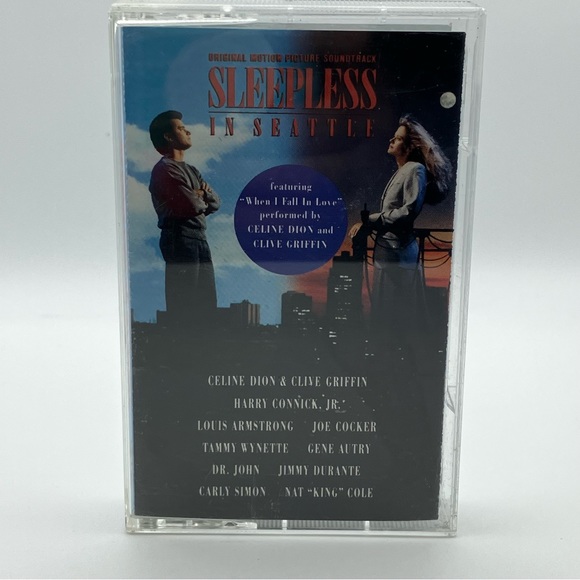 ORIGINAL MOTION PICTURE SOUNDTRACK
SLEEPLESS
IN SEATTLE
featuring
"When I Fall In Love"
performed by
CELINE DION and
CLIVE GRIFFIN
CELINE DION & CLIVE GRIFFIN
HARRY CONNICK, JR.
LOUIS ARMSTRONG JOE COCKER
TAMMY WYNETTE GENE AUTRY
DR. JOHN JIMMY DURANTE
CARLY SIMON NAT "KING" COLE